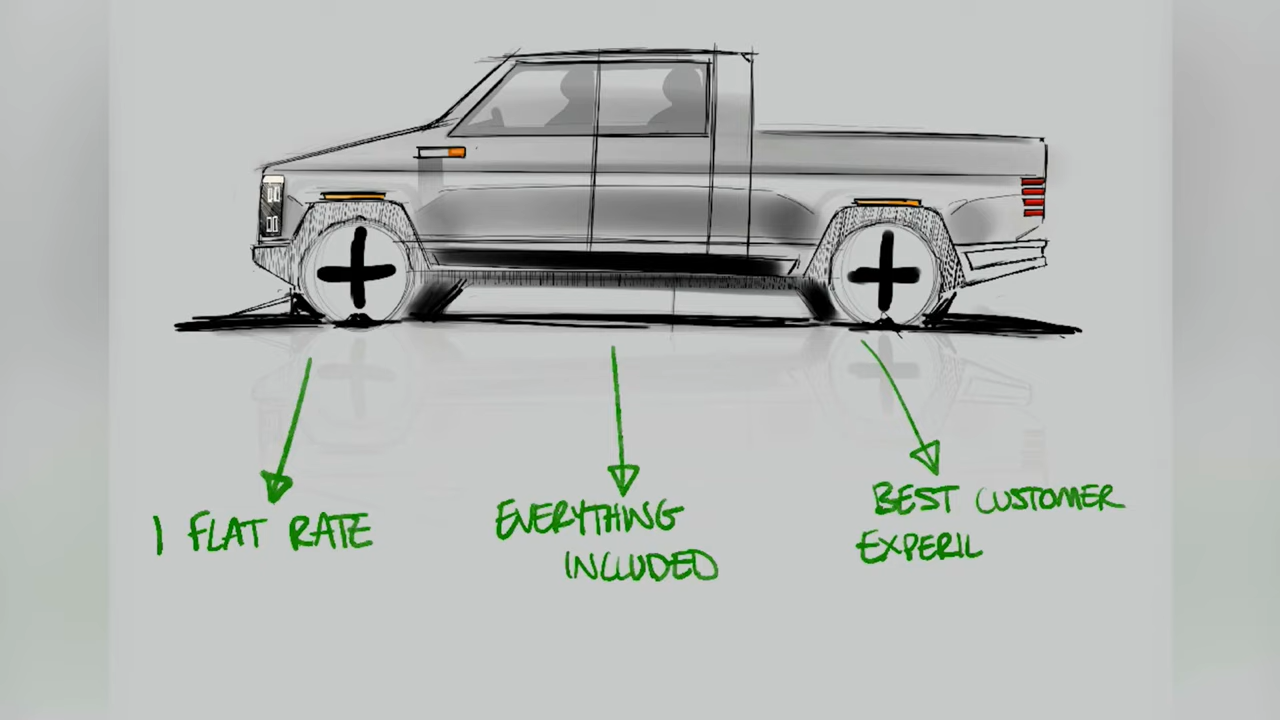 1 FLAT RATE
EVERYTHING
INCLUDED
BEST CUSTOMER
EXPERIL